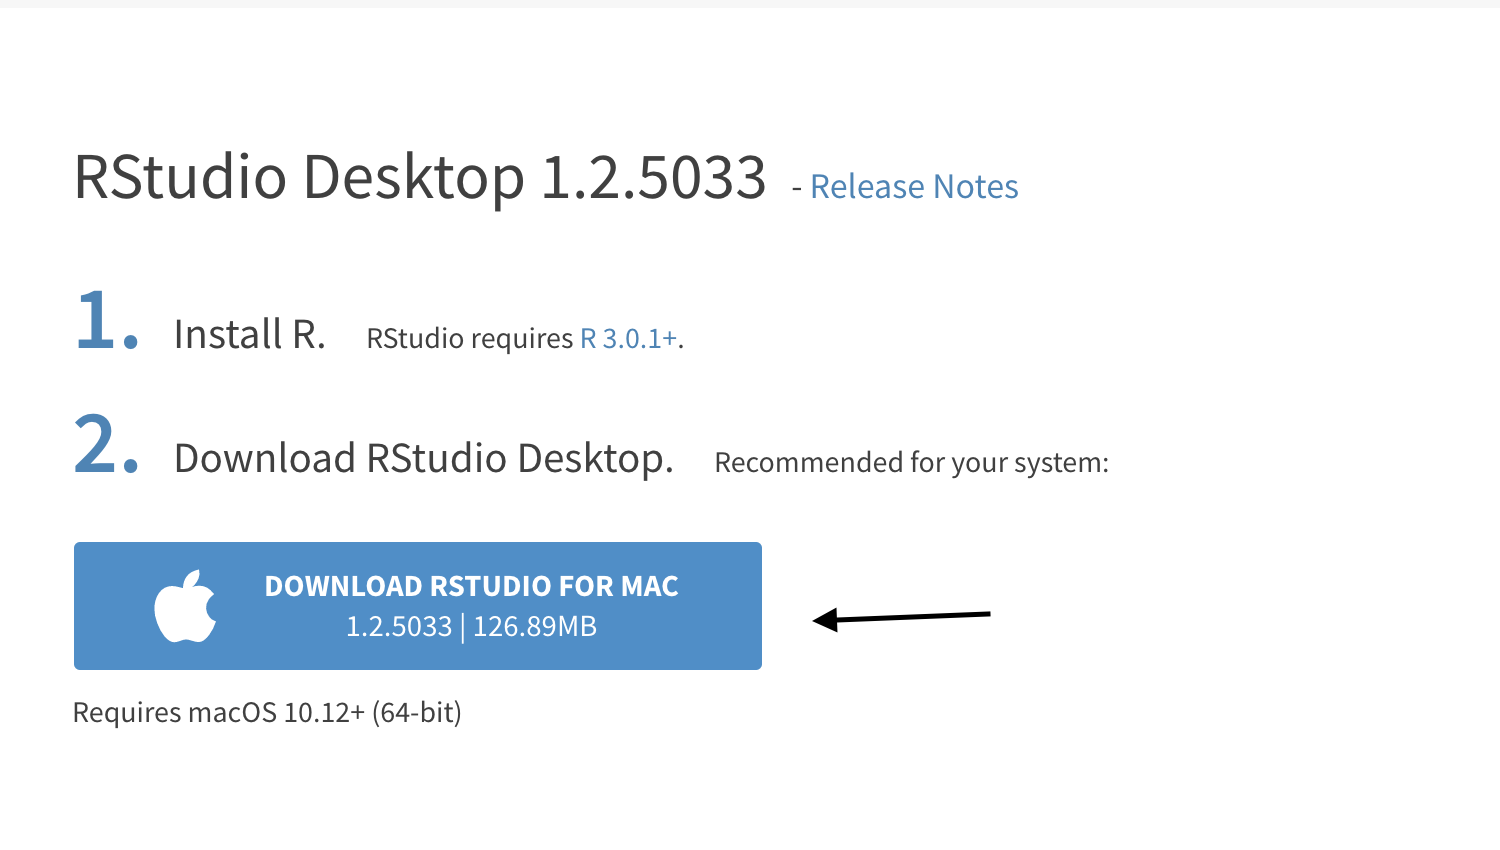 RStudio Desktop 1.2.5033 - Release Notes
1. Install R. RStudio requires R 3.0.1+.
2. Download RStudio Desktop. Recommended for your system:
DOWNLOAD RSTUDIO FOR MAC
1.2.5033 | 126.89MB
Requires macOS 10.12+ (64-bit)